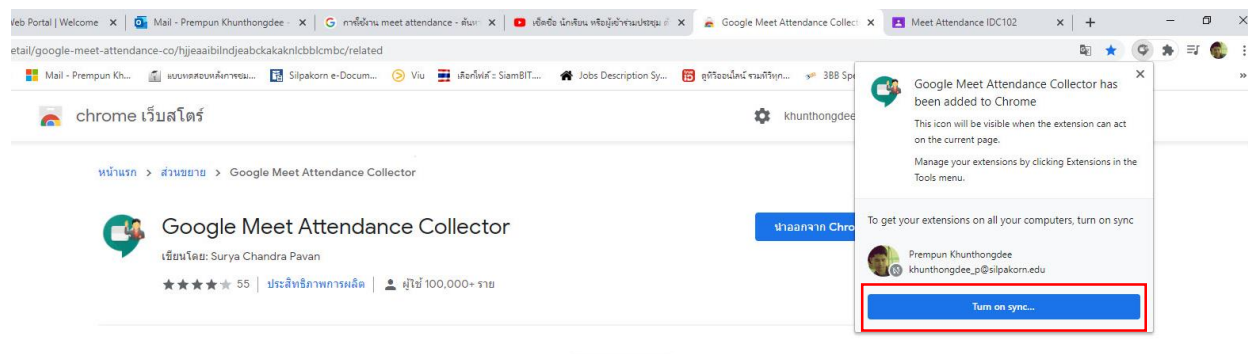 Veb Portal | Welcome
Mail - Prempun Khunthongdee -
การใช้งาน meet attendance - ค้นหา
เช็คชื่อ นักเรียน หรือผู้เข้าร่วมประชุม
Google Meet Attendance Collect
Meet Attendance IDC102
etail/google-meet-attendance-co/hjjeaaibilndjeabckakaknlcbblcmbc/related
Mail - Prempun Kh...
แบบทดสอบหลังการอบ...
Silpakorn e-Docum...
Viu
เลือกไฟล์ :: SiamBIT....
Jobs Description Sy...
ดูทีวีออนไลน์ รวมทีวีทุก...
3BB Spe
chrome เว็บสโตร์
khunthongdee
หน้าแรก > ส่วนขยาย > Google Meet Attendance Collector
Google Meet Attendance Collector
เขียนโดย: Surya Chandra Pavan
55 | ประสิทธิภาพการผลิต | ผู้ใช้ 100,000+ ราย
นำออกจาก Chro
Google Meet Attendance Collector has
been added to Chrome
This icon will be visible when the extension can act
on the current page.
Manage your extensions by clicking Extensions in the
Tools menu.
To get your extensions on all your computers, turn on sync
Prempun Khunthongdee
khunthongdee_p@silpakorn.edu
Turn on sync...